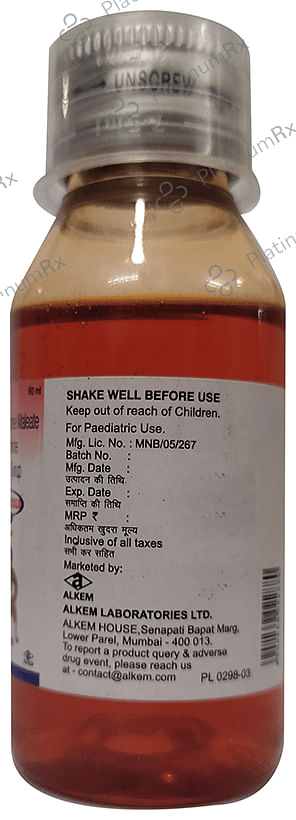 UNSCREW
60 ml
Maleate
SHAKE WELL BEFORE USE
Keep out of reach of Children.
For Paediatric Use.
Mfg. Lic. No. : MNB/05/267
Batch No. :
Mfg. Date :
उत्पादन की तिथि
Exp. Date :
समाप्ति की तिथि
MRP ₹ :
अधिकतम खुदरा मूल्य
Inclusive of all taxes
सभी कर सहित
Marketed by:
ALKEM
ALKEM LABORATORIES LTD.
ALKEM HOUSE,Senapati Bapat Marg,
Lower Parel, Mumbai - 400 013.
To report a product query & adverse
drug event, please reach us
at - contact@alkem.com
PL 0298-03
PlatinumRx